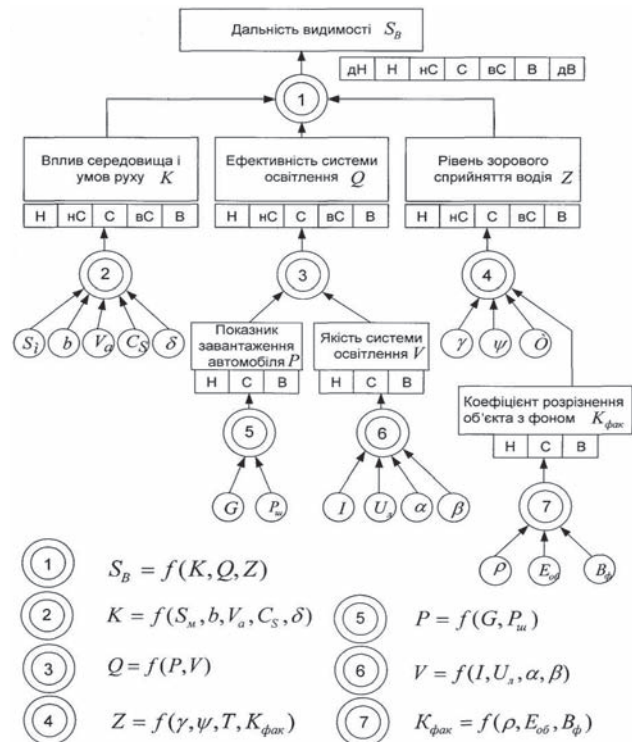 Дальність видимості S_B
дН Н нС С вС В дВ
1
Вплив середовища і
умов руху K
Ефективність системи
освітлення Q
Рівень зорового
сприйняття водія Z
Н нС С вС В
Н нС С вС В
Н нС С вС В
2
3
4
S_i b V_a C_S δ
Показник
завантаження
автомобіля P
Якість системи
освітлення V
γ ψ Ò
Н С В
Н С В
Коефіцієнт розрізнення
об'єкта з фоном K_фак
Н С В
5
6
7
G P_ш
I U_л α β
ρ E_об B_ф
1 S_B = f(K,Q,Z)
2 K = f(S_м,b,V_a,C_S,δ)
3 Q = f(P,V)
4 Z = f(γ,ψ,T,K_фак)
5 P = f(G,P_ш)
6 V = f(I,U_л,α,β)
7 K_фак = f(ρ,E_об,B_ф)